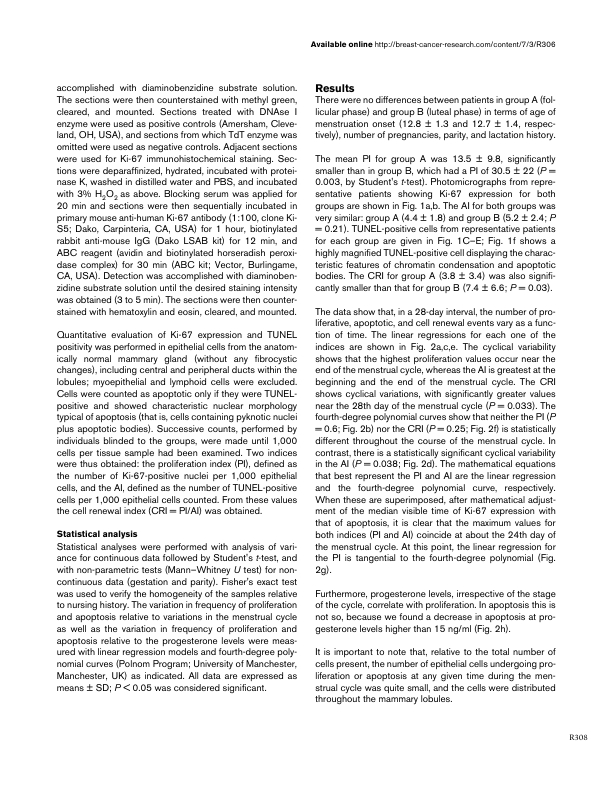 Available online http://breast-cancer-research.com/content/7/3/R306
accomplished with diaminobenzidine substrate solution.
The sections were then counterstained with methyl green,
cleared, and mounted. Sections treated with DNAse I
enzyme were used as positive controls (Amersham, Cleve-
land, OH, USA), and sections from which TdT enzyme was
omitted were used as negative controls. Adjacent sections
were used for Ki-67 immunohistochemical staining. Sec-
tions were deparaffinized, hydrated, incubated with protei-
nase K, washed in distilled water and PBS, and incubated
with 3% H2O2 as above. Blocking serum was applied for
20 min and sections were then sequentially incubated in
primary mouse anti-human Ki-67 antibody (1:100, clone Ki-
S5; Dako, Carpinteria, CA, USA) for 1 hour, biotinylated
rabbit anti-mouse IgG (Dako LSAB kit) for 12 min, and
ABC reagent (avidin and biotinylated horseradish peroxi-
dase complex) for 30 min (ABC kit; Vector, Burlingame,
CA, USA). Detection was accomplished with diaminoben-
zidine substrate solution until the desired staining intensity
was obtained (3 to 5 min). The sections were then counter-
stained with hematoxylin and eosin, cleared, and mounted.
Quantitative evaluation of Ki-67 expression and TUNEL
positivity was performed in epithelial cells from the anatom-
ically normal mammary gland (without any fibrocystic
changes), including central and peripheral ducts within the
lobules; myoepithelial and lymphoid cells were excluded.
Cells were counted as apoptotic only if they were TUNEL-
positive and showed characteristic nuclear morphology
typical of apoptosis (that is, cells containing pyknotic nuclei
plus apoptotic bodies). Successive counts, performed by
individuals blinded to the groups, were made until 1,000
cells per tissue sample had been examined. Two indices
were thus obtained: the proliferation index (PI), defined as
the number of Ki-67-positive nuclei per 1,000 epithelial
cells, and the AI, defined as the number of TUNEL-positive
cells per 1,000 epithelial cells counted. From these values
the cell renewal index (CRI = PI/AI) was obtained.
Statistical analysis
Statistical analyses were performed with analysis of vari-
ance for continuous data followed by Student's t-test, and
with non-parametric tests (Mann–Whitney U test) for non-
continuous data (gestation and parity). Fisher's exact test
was used to verify the homogeneity of the samples relative
to nursing history. The variation in frequency of proliferation
and apoptosis relative to variations in the menstrual cycle
as well as the variation in frequency of proliferation and
apoptosis relative to the progesterone levels were meas-
ured with linear regression models and fourth-degree poly-
nomial curves (Polnom Program; University of Manchester,
Manchester, UK) as indicated. All data are expressed as
means ± SD; P < 0.05 was considered significant.
Results
There were no differences between patients in group A (fol-
licular phase) and group B (luteal phase) in terms of age of
menstruation onset (12.8 ± 1.3 and 12.7 ± 1.4, respec-
tively), number of pregnancies, parity, and lactation history.
The mean PI for group A was 13.5 ± 9.8, significantly
smaller than in group B, which had a PI of 30.5 ± 22 (P =
0.003, by Student's t-test). Photomicrographs from repre-
sentative patients showing Ki-67 expression for both
groups are shown in Fig. 1a,b. The AI for both groups was
very similar: group A (4.4 ± 1.8) and group B (5.2 ± 2.4; P
= 0.21). TUNEL-positive cells from representative patients
for each group are given in Fig. 1C–E; Fig. 1f shows a
highly magnified TUNEL-positive cell displaying the charac-
teristic features of chromatin condensation and apoptotic
bodies. The CRI for group A (3.8 ± 3.4) was also signifi-
cantly smaller than that for group B (7.4 ± 6.6; P = 0.03).
The data show that, in a 28-day interval, the number of pro-
liferative, apoptotic, and cell renewal events vary as a func-
tion of time. The linear regressions for each one of the
indices are shown in Fig. 2a,c,e. The cyclical variability
shows that the highest proliferation values occur near the
end of the menstrual cycle, whereas the AI is greatest at the
beginning and the end of the menstrual cycle. The CRI
shows cyclical variations, with significantly greater values
near the 28th day of the menstrual cycle (P = 0.033). The
fourth-degree polynomial curves show that neither the PI (P
= 0.6; Fig. 2b) nor the CRI (P = 0.25; Fig. 2f) is statistically
different throughout the course of the menstrual cycle. In
contrast, there is a statistically significant cyclical variability
in the AI (P = 0.038; Fig. 2d). The mathematical equations
that best represent the PI and AI are the linear regression
and the fourth-degree polynomial curve, respectively.
When these are superimposed, after mathematical adjust-
ment of the median visible time of Ki-67 expression with
that of apoptosis, it is clear that the maximum values for
both indices (PI and AI) coincide at about the 24th day of
the menstrual cycle. At this point, the linear regression for
the PI is tangential to the fourth-degree polynomial (Fig.
2g).
Furthermore, progesterone levels, irrespective of the stage
of the cycle, correlate with proliferation. In apoptosis this is
not so, because we found a decrease in apoptosis at pro-
gesterone levels higher than 15 ng/ml (Fig. 2h).
It is important to note that, relative to the total number of
cells present, the number of epithelial cells undergoing pro-
liferation or apoptosis at any given time during the men-
strual cycle was quite small, and the cells were distributed
throughout the mammary lobules.
R308